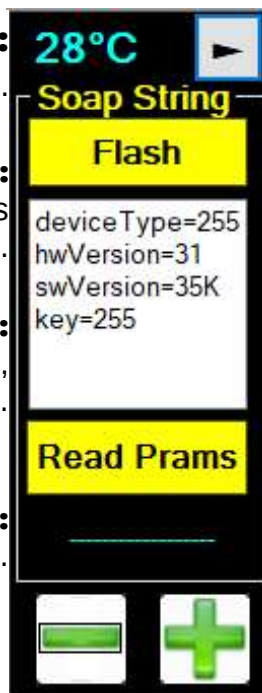 28°C
Soap String
Flash
deviceType=255
hwVersion=31
swVersion=35K
key=255
Read Prams